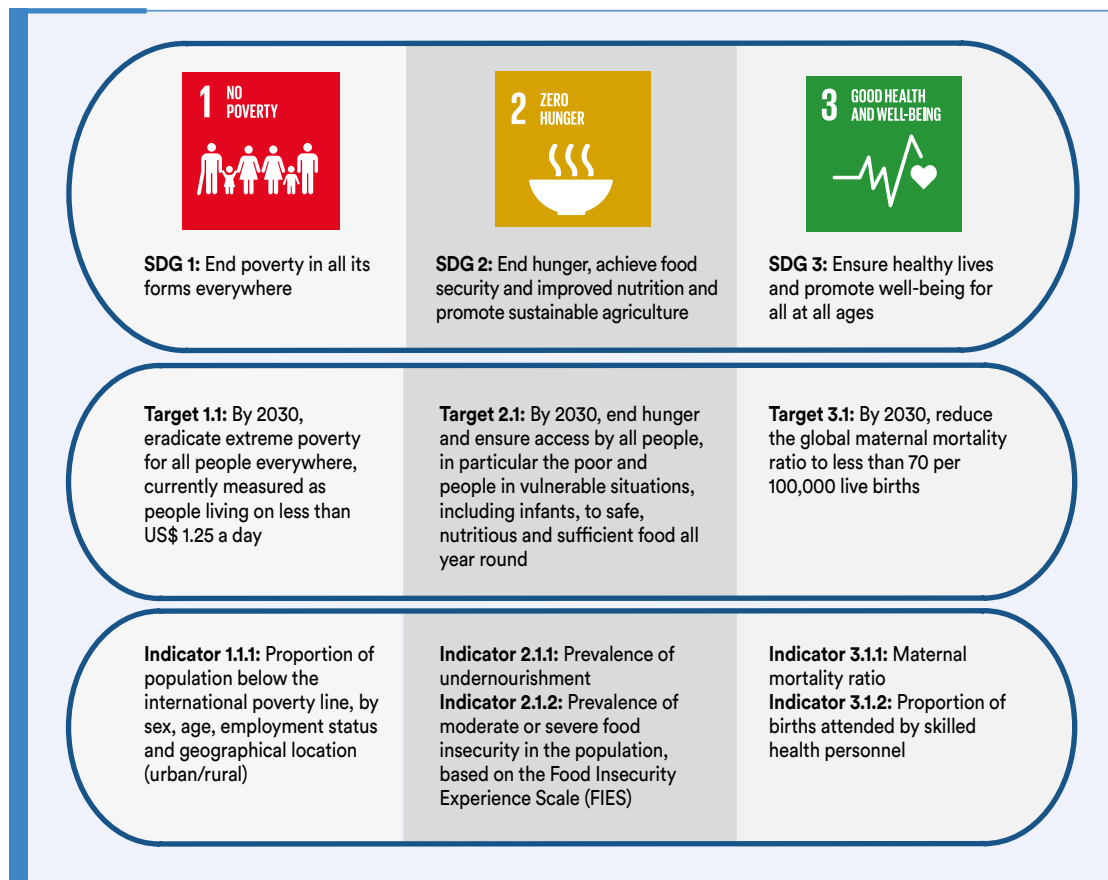 1 NO
POVERTY
2 ZERO
HUNGER
3 GOOD HEALTH
AND WELL-BEING
SDG 1: End poverty in all its
forms everywhere
SDG 2: End hunger, achieve food
security and improved nutrition and
promote sustainable agriculture
SDG 3: Ensure healthy lives
and promote well-being for
all at all ages
Target 1.1: By 2030,
eradicate extreme poverty
for all people everywhere,
currently measured as
people living on less than
US$ 1.25 a day
Target 2.1: By 2030, end hunger
and ensure access by all people,
in particular the poor and
people in vulnerable situations,
including infants, to safe,
nutritious and sufficient food all
year round
Target 3.1: By 2030, reduce
the global maternal mortality
ratio to less than 70 per
100,000 live births
Indicator 1.1.1: Proportion of
population below the
international poverty line, by
sex, age, employment status
and geographical location
(urban/rural)
Indicator 2.1.1: Prevalence of
undernourishment
Indicator 2.1.2: Prevalence of
moderate or severe food
insecurity in the population,
based on the Food Insecurity
Experience Scale (FIES)
Indicator 3.1.1: Maternal
mortality ratio
Indicator 3.1.2: Proportion of
births attended by skilled
health personnel